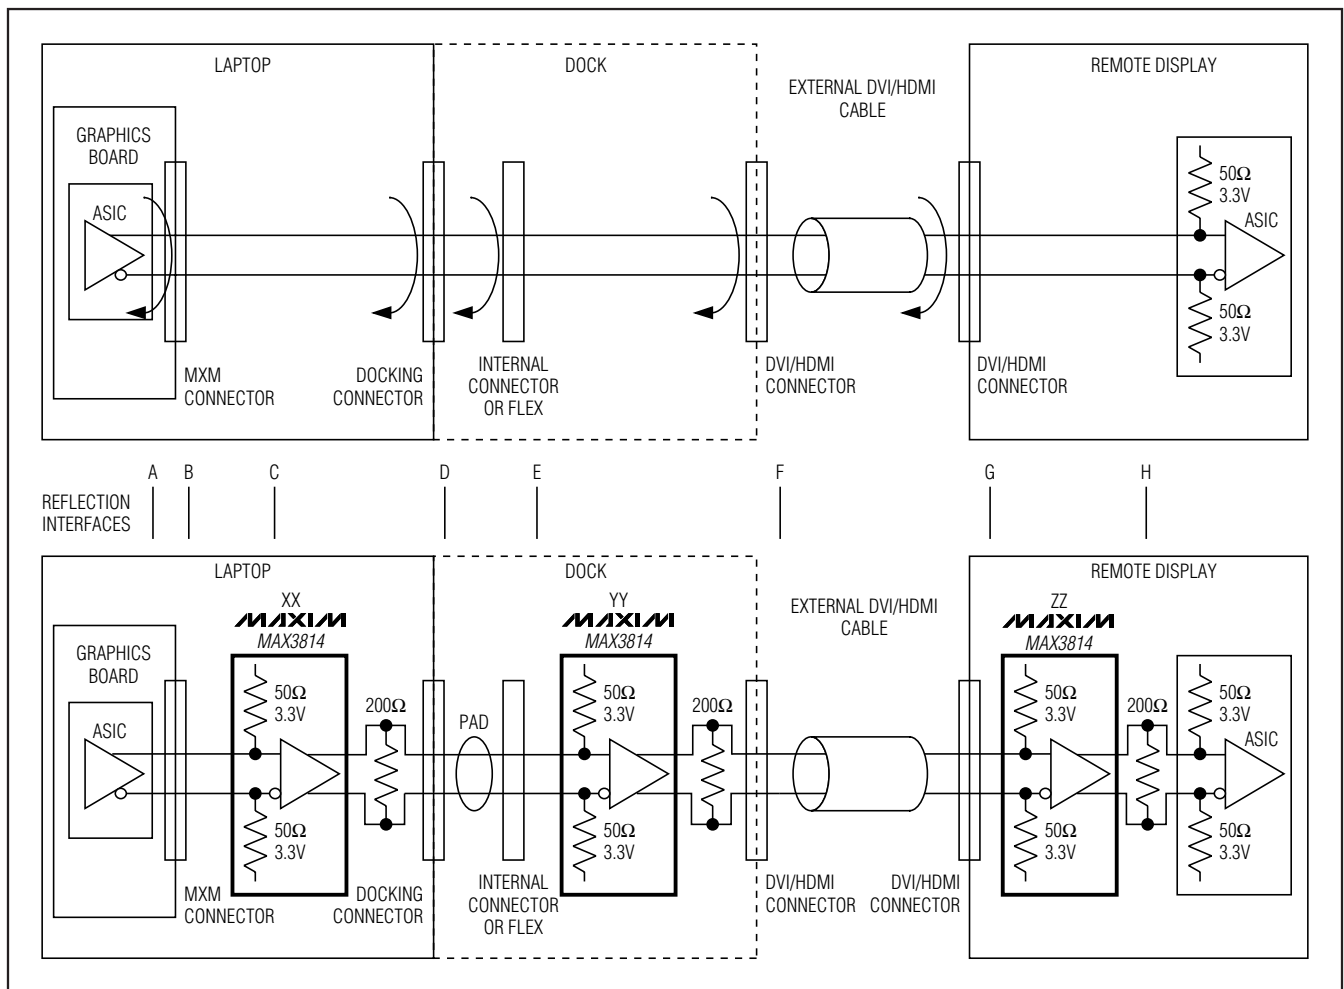 LAPTOP
DOCK
EXTERNAL DVI/HDMI
CABLE
REMOTE DISPLAY
GRAPHICS
BOARD
ASIC
50Ω
3.3V
ASIC
50Ω
3.3V
MXM
CONNECTOR
DOCKING
CONNECTOR
INTERNAL
CONNECTOR
OR FLEX
DVI/HDMI
CONNECTOR
DVI/HDMI
CONNECTOR
REFLECTION
INTERFACES
A
B
C
D
E
F
G
H
LAPTOP
DOCK
EXTERNAL DVI/HDMI
CABLE
REMOTE DISPLAY
GRAPHICS
BOARD
ASIC
XX
MAXIM
MAX3814
50Ω
3.3V
50Ω
3.3V
200Ω
PAD
YY
MAXIM
MAX3814
50Ω
3.3V
50Ω
3.3V
200Ω
ZZ
MAXIM
MAX3814
50Ω
3.3V
50Ω
3.3V
200Ω
50Ω
3.3V
ASIC
50Ω
3.3V
MXM
CONNECTOR
DOCKING
CONNECTOR
INTERNAL
CONNECTOR
OR FLEX
DVI/HDMI
CONNECTOR
DVI/HDMI
CONNECTOR